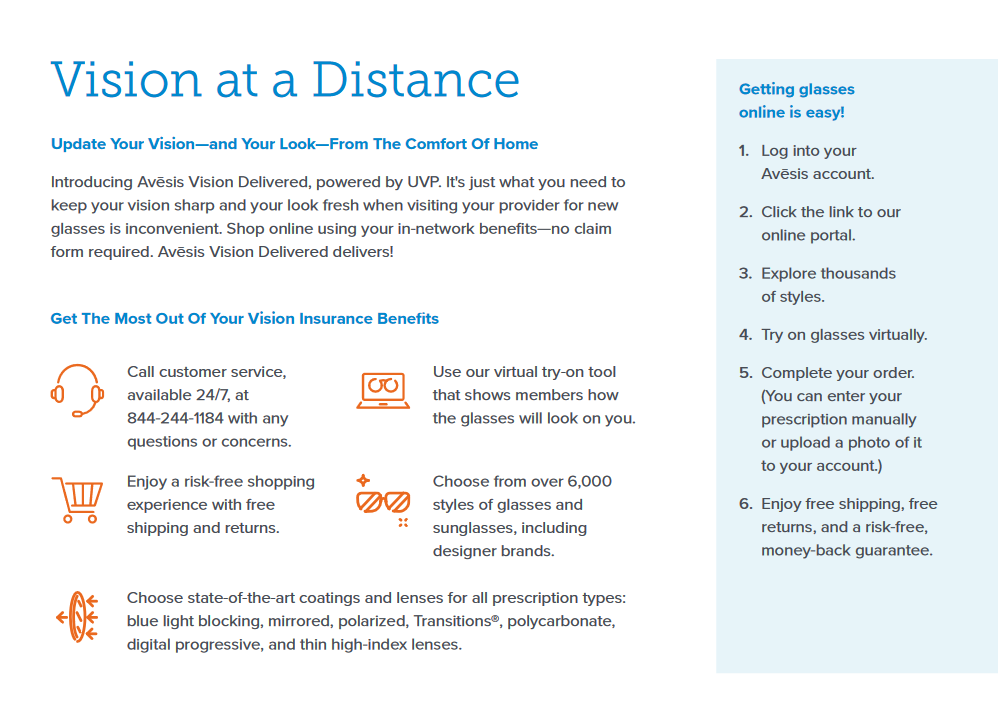 Vision at a Distance
Update Your Vision—and Your Look—From The Comfort Of Home
Introducing Avēsis Vision Delivered, powered by UVP. It's just what you need to
keep your vision sharp and your look fresh when visiting your provider for new
glasses is inconvenient. Shop online using your in-network benefits—no claim
form required. Avēsis Vision Delivered delivers!
Get The Most Out Of Your Vision Insurance Benefits
Call customer service,
available 24/7, at
844-244-1184 with any
questions or concerns.
Use our virtual try-on tool
that shows members how
the glasses will look on you.
Enjoy a risk-free shopping
experience with free
shipping and returns.
Choose from over 6,000
styles of glasses and
sunglasses, including
designer brands.
Choose state-of-the-art coatings and lenses for all prescription types:
blue light blocking, mirrored, polarized, Transitions®, polycarbonate,
digital progressive, and thin high-index lenses.
Getting glasses
online is easy!
1. Log into your
Avēsis account.
2. Click the link to our
online portal.
3. Explore thousands
of styles.
4. Try on glasses virtually.
5. Complete your order.
(You can enter your
prescription manually
or upload a photo of it
to your account.)
6. Enjoy free shipping, free
returns, and a risk-free,
money-back guarantee.